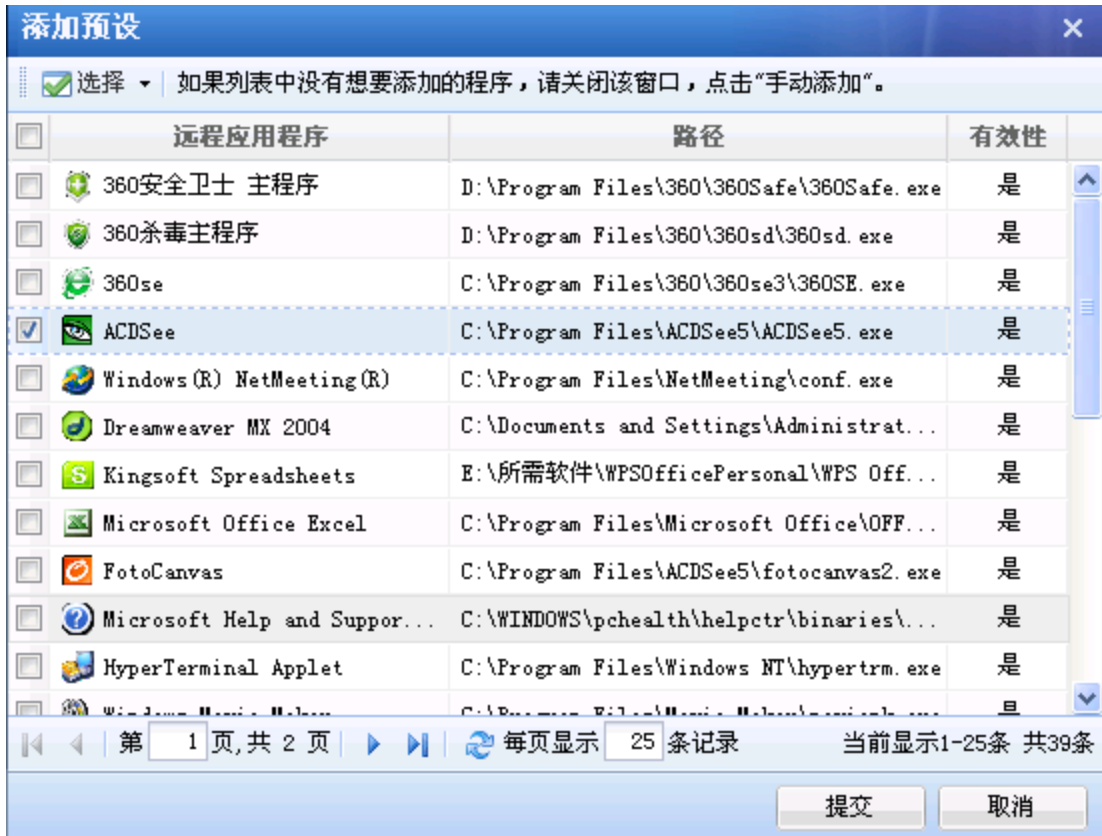 添加预设
选择 如果列表中没有想要添加的程序，请关闭该窗口，点击“手动添加”。
远程应用程序 路径 有效性
360安全卫士 主程序 D:\Program Files\360\360Safe\360Safe.exe 是
360杀毒主程序 D:\Program Files\360\360sd\360sd.exe 是
360se C:\Program Files\360\360se3\360SE.exe 是
ACDSee C:\Program Files\ACDSee5\ACDSee5.exe 是
Windows(R) NetMeeting(R) C:\Program Files\NetMeeting\conf.exe 是
Dreamweaver MX 2004 C:\Documents and Settings\Administrat... 是
Kingsoft Spreadsheets E:\所需软件\WPSOfficePersonal\WPS Off... 是
Microsoft Office Excel C:\Program Files\Microsoft Office\OFF... 是
FotoCanvas C:\Program Files\ACDSee5\fotocanvas2.exe 是
Microsoft Help and Suppor... C:\WINDOWS\pchealth\helpctr\binaries\... 是
HyperTerminal Applet C:\Program Files\Windows NT\hypertrm.exe 是
Windows Movie Maker 是
第 1 页,共 2 页 每页显示 25 条记录 当前显示1-25条 共39条
提交 取消